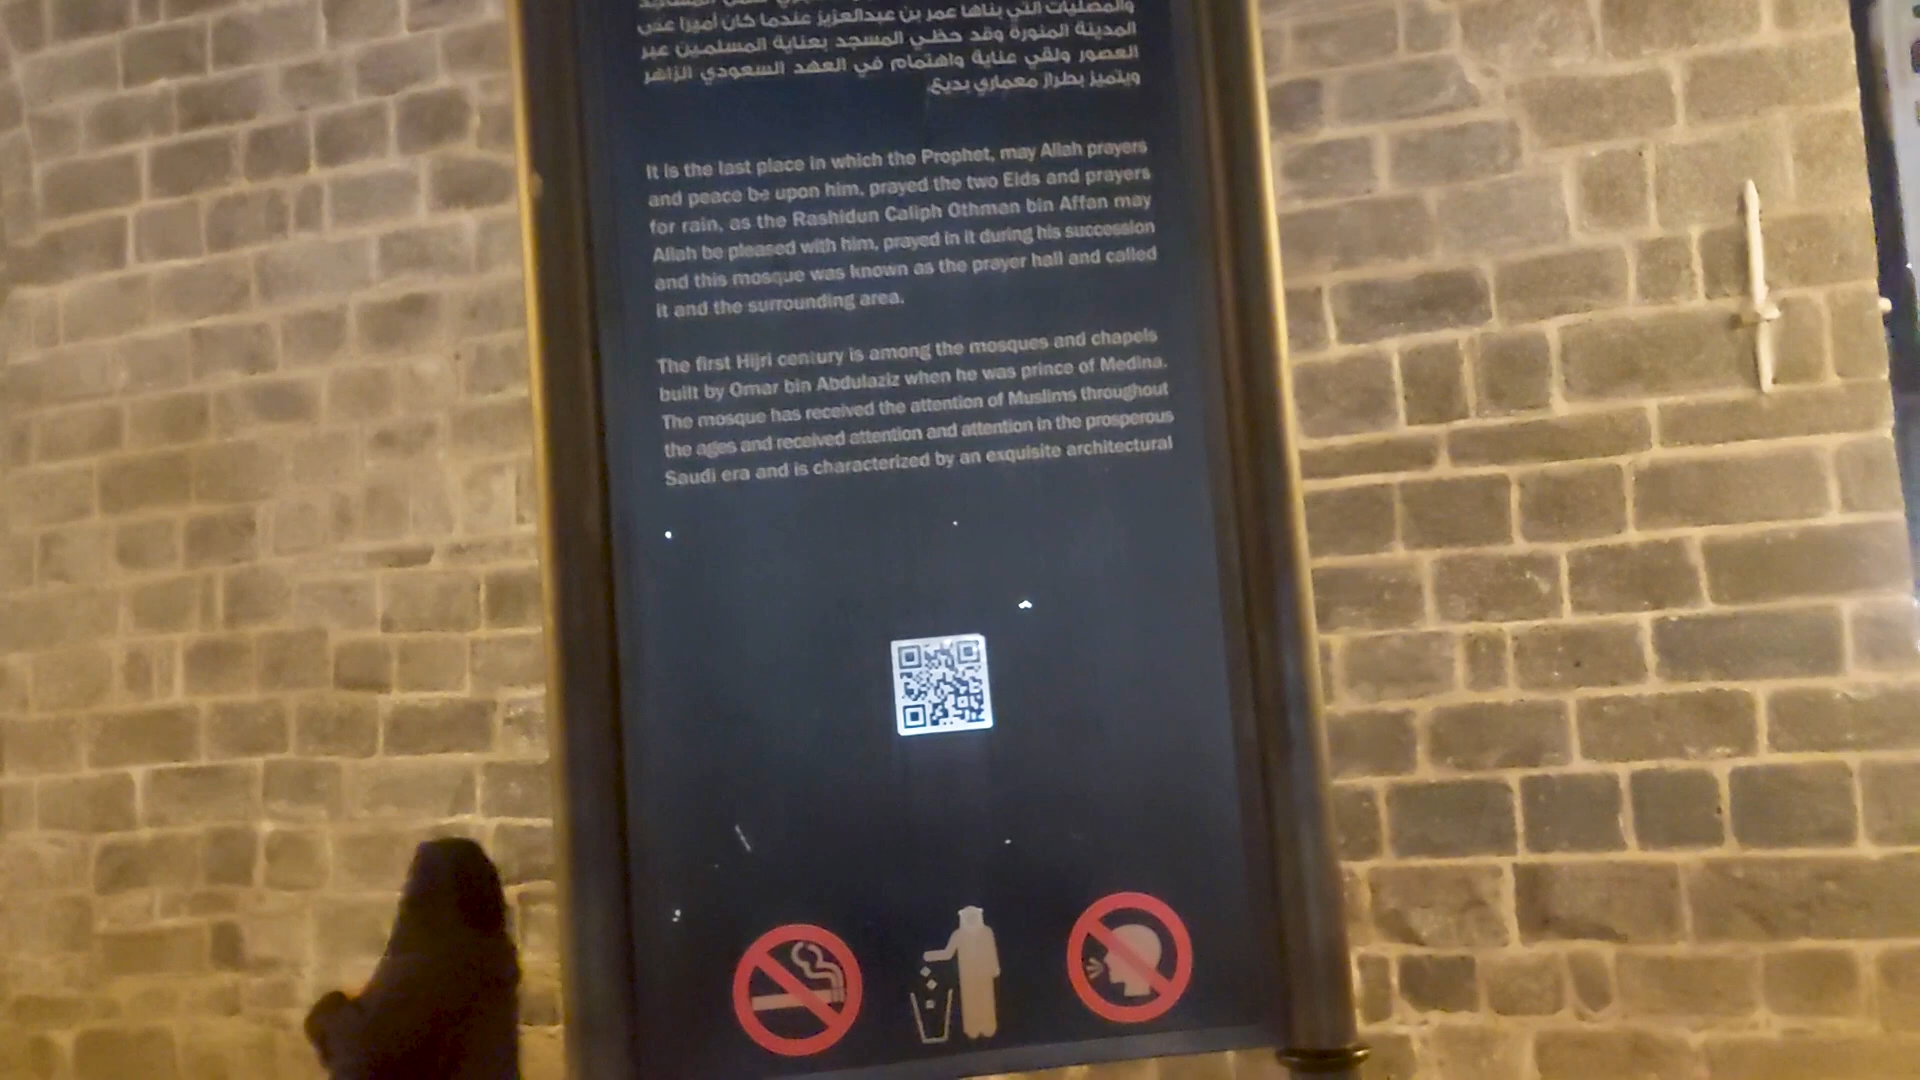 والمصليات التي بناها عمر بن عبدالعزيز عندما كان أميرا على
المدينة المنورة وقد حظي المسجد بعناية المسلمين عبر
العصور ولقي عناية واهتمام في العهد السعودي الزاهر
ويتميز بطراز معماري بديع.
It is the last place in which the Prophet, may Allah prayers
and peace be upon him, prayed the two Eids and prayers
for rain, as the Rashidun Caliph Othman bin Affan may
Allah be pleased with him, prayed in it during his succession
and this mosque was known as the prayer hall and called
it and the surrounding area.
The first Hijri century is among the mosques and chapels
built by Omar bin Abdulaziz when he was prince of Medina.
The mosque has received the attention of Muslims throughout
the ages and received attention and attention in the prosperous
Saudi era and is characterized by an exquisite architectural